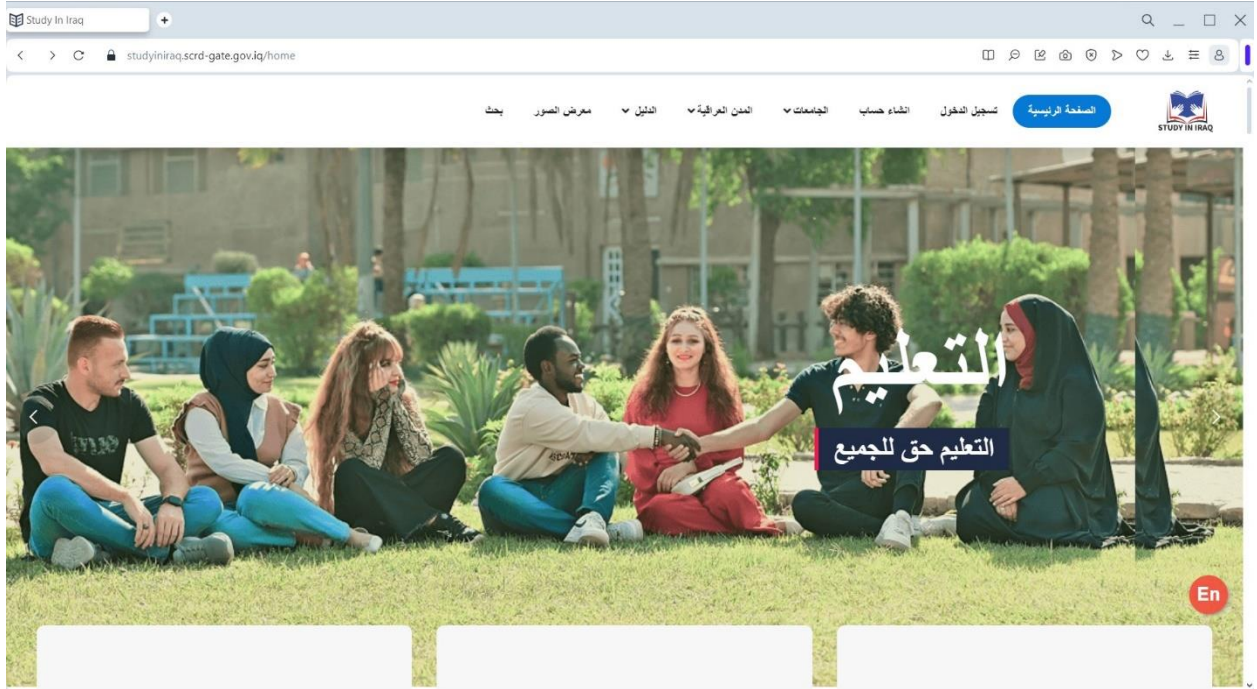 Study In Iraq
studyiniraq.scrd-gate.gov.iq/home
الصفحة الرئيسية
تسجيل الدخول
انشاء حساب
الجامعات
المدن العراقية
الدليل
معرض الصور
بحث
STUDY IN IRAQ
التعليم
التعليم حق للجميع
En